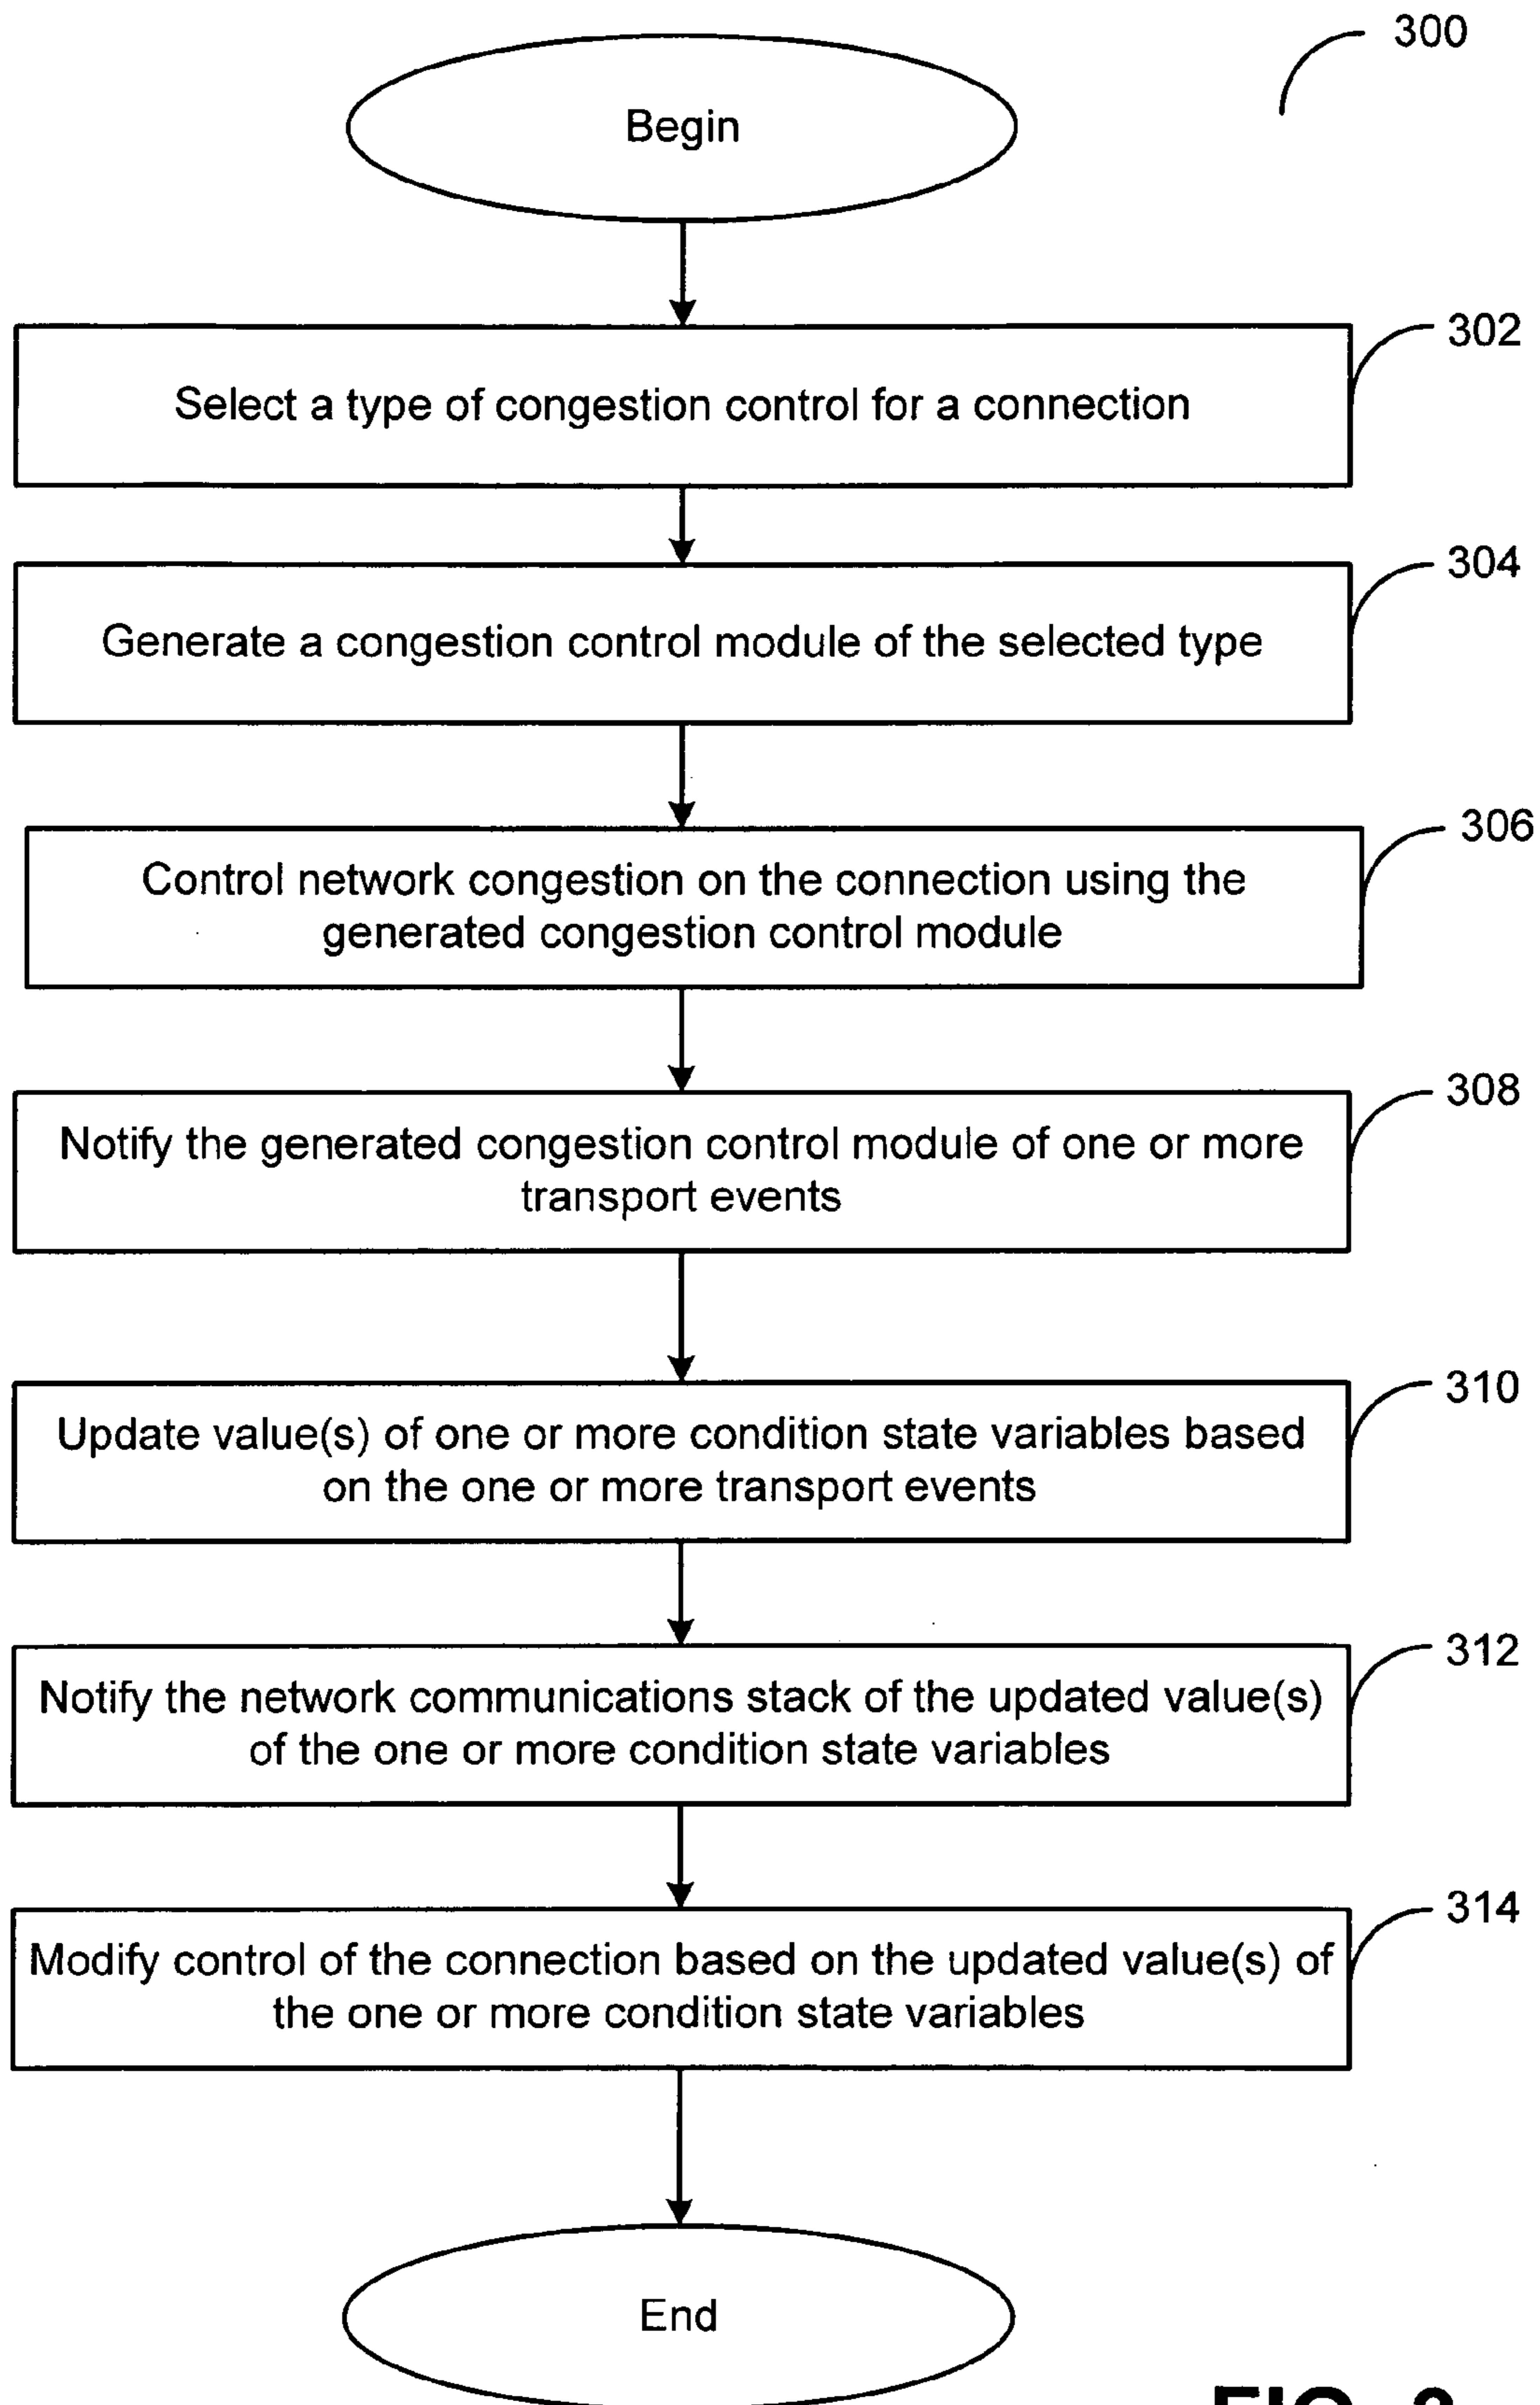 300
Begin
302
Select a type of congestion control for a connection
304
Generate a congestion control module of the selected type
306
Control network congestion on the connection using the
generated congestion control module
308
Notify the generated congestion control module of one or more
transport events
310
Update value(s) of one or more condition state variables based
on the one or more transport events
312
Notify the network communications stack of the updated value(s)
of the one or more condition state variables
314
Modify control of the connection based on the updated value(s) of
the one or more condition state variables
End